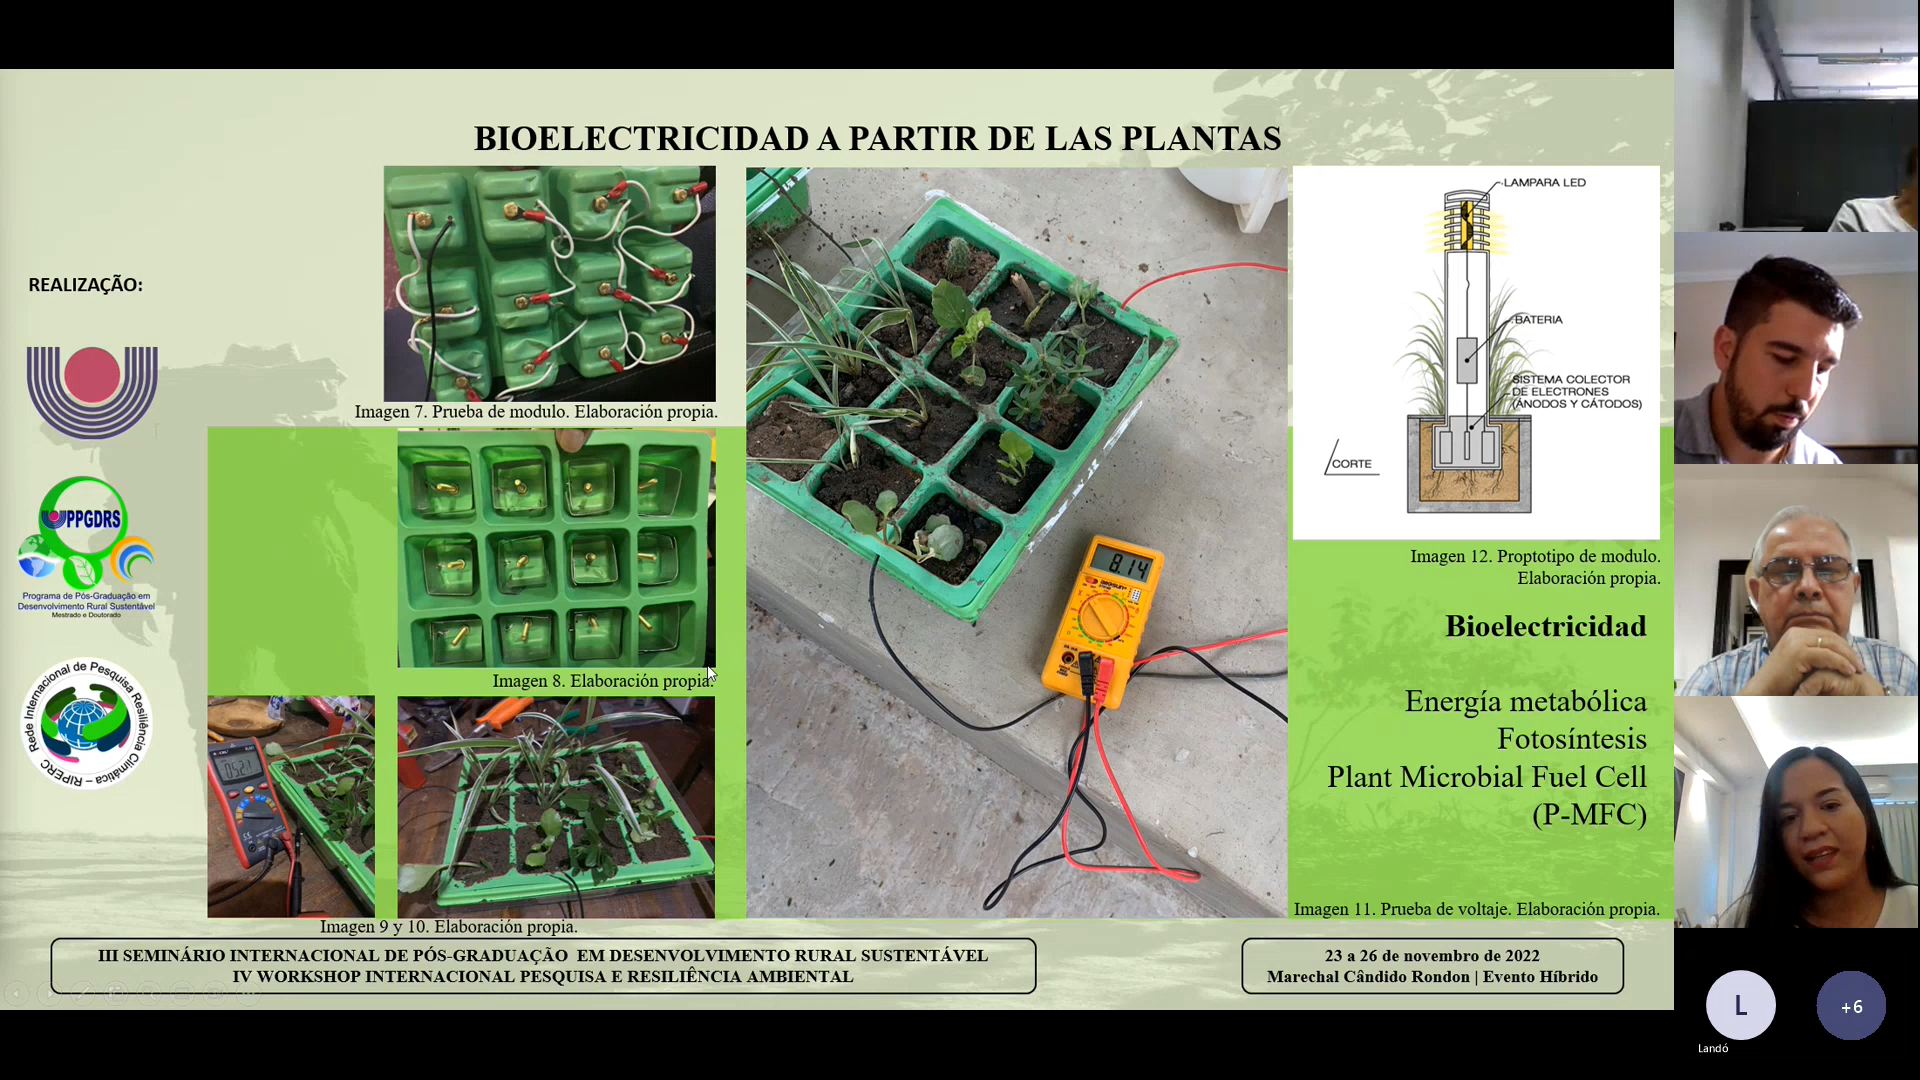 BIOELECTRICIDAD A PARTIR DE LAS PLANTAS
REALIZAÇÃO:
PPGDRS
Programa de Pós-Graduação em
Desenvolvimento Rural Sustentável
Mestrado e Doutorado
Rede Internacional de Pesquisa Resiliência Climática – RIPERC
Imagen 7. Prueba de modulo. Elaboración propia.
Imagen 8. Elaboración propia.
Imagen 9 y 10. Elaboración propia.
8.14
LAMPARA LED
BATERIA
SISTEMA COLECTOR
DE ELECTRONES
(ÁNODOS Y CÁTODOS)
CORTE
Imagen 12. Proptotipo de modulo.
Elaboración propia.
Bioelectricidad
Energía metabólica
Fotosíntesis
Plant Microbial Fuel Cell
(P-MFC)
Imagen 11. Prueba de voltaje. Elaboración propia.
III SEMINÁRIO INTERNACIONAL DE PÓS-GRADUAÇÃO EM DESENVOLVIMENTO RURAL SUSTENTÁVEL
IV WORKSHOP INTERNACIONAL PESQUISA E RESILIÊNCIA AMBIENTAL
23 a 26 de novembro de 2022
Marechal Cândido Rondon | Evento Híbrido
L
+6
Landó